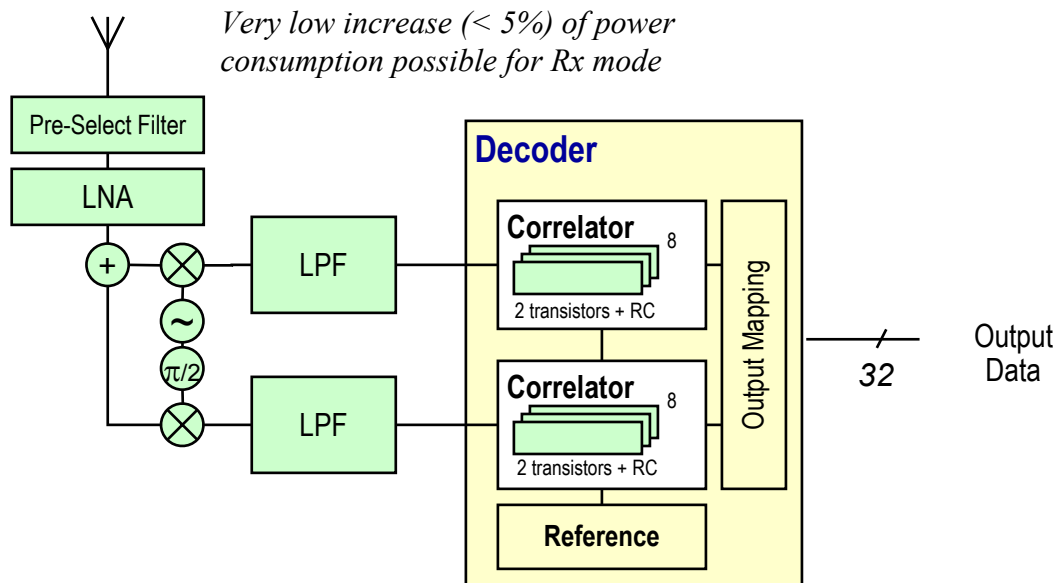 Very low increase (< 5%) of power
consumption possible for Rx mode
Pre-Select Filter
LNA
+
~
π/2
LPF
LPF
Decoder
Correlator
8
2 transistors + RC
Correlator
8
2 transistors + RC
Reference
Output Mapping
32
Output
Data